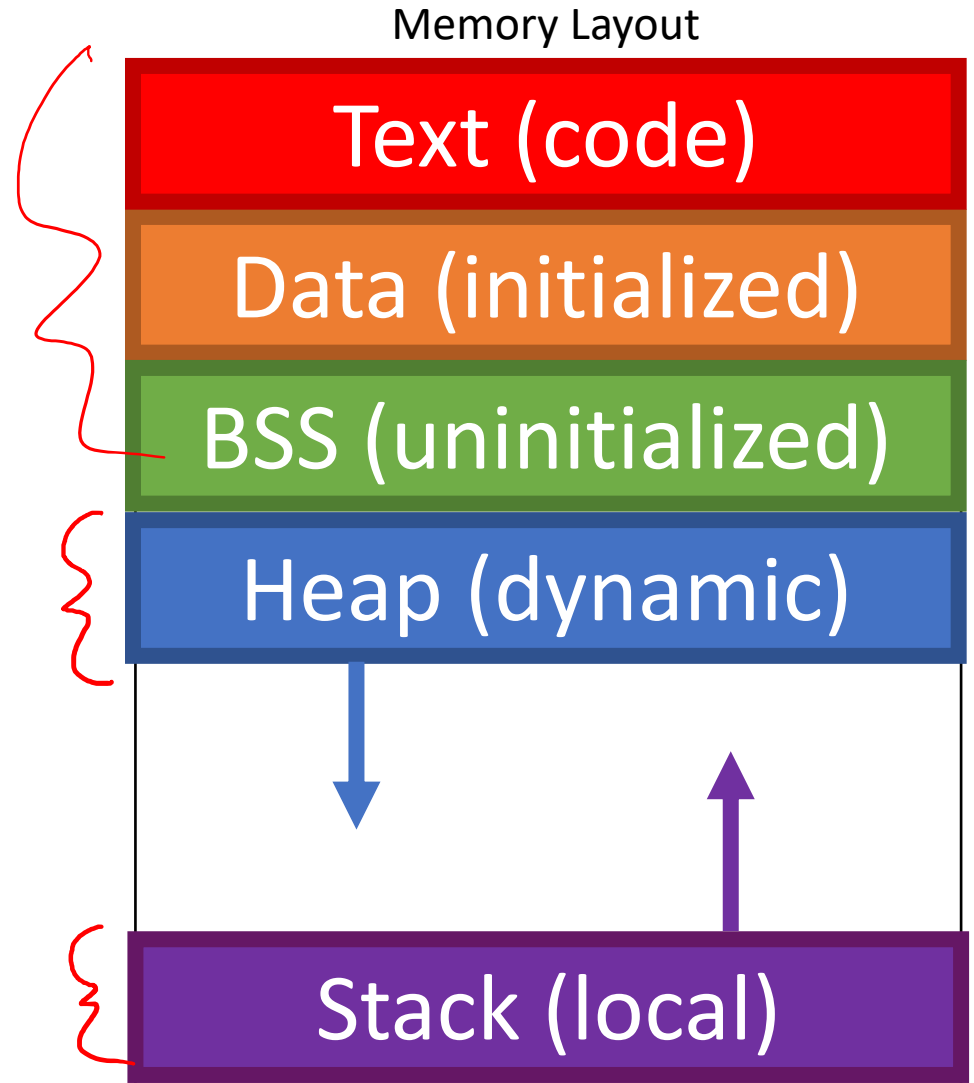 Memory Layout
Text (code)
Data (initialized)
BSS (uninitialized)
Heap (dynamic)
Stack (local)